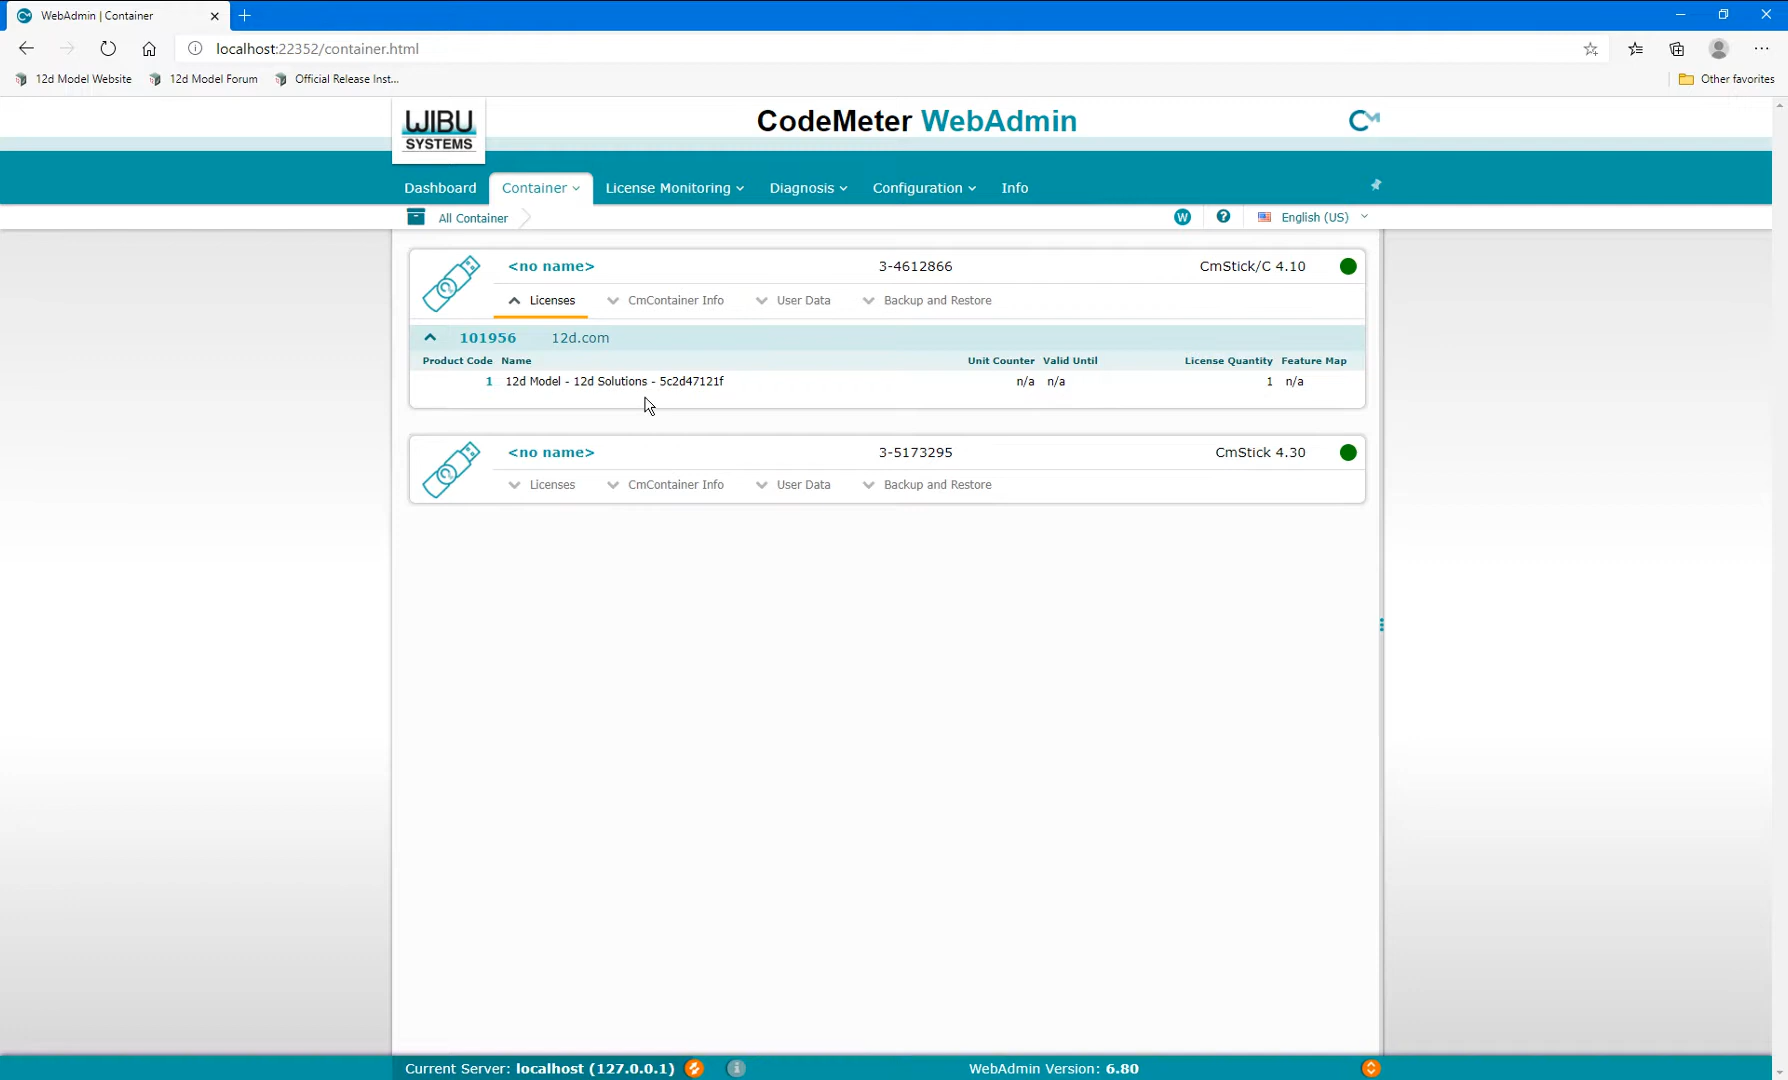 WebAdmin | Container
localhost:22352/container.html
12d Model Website
12d Model Forum
Official Release Inst...
Other favorites
WIBU
SYSTEMS
CodeMeter WebAdmin
Dashboard
Container
License Monitoring
Diagnosis
Configuration
Info
All Container
W
?
English (US)
<no name>
3-4612866
CmStick/C 4.10
Licenses
CmContainer Info
User Data
Backup and Restore
101956
12d.com
Product Code
Name
Unit Counter
Valid Until
License Quantity
Feature Map
1
12d Model - 12d Solutions - 5c2d47121f
n/a
n/a
1
n/a
<no name>
3-5173295
CmStick 4.30
Licenses
CmContainer Info
User Data
Backup and Restore
Current Server: localhost (127.0.0.1)
WebAdmin Version: 6.80